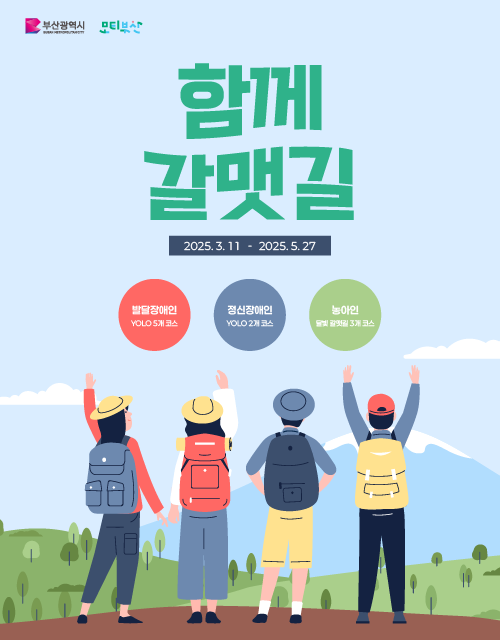 부산광역시
BUSAN METROPOLITAN CITY
모티부산
함께
갈맷길
2025. 3. 11 - 2025. 5. 27
발달장애인
YOLO 5개 코스
정신장애인
YOLO 2개 코스
농아인
달빛 갈맷길 3개 코스